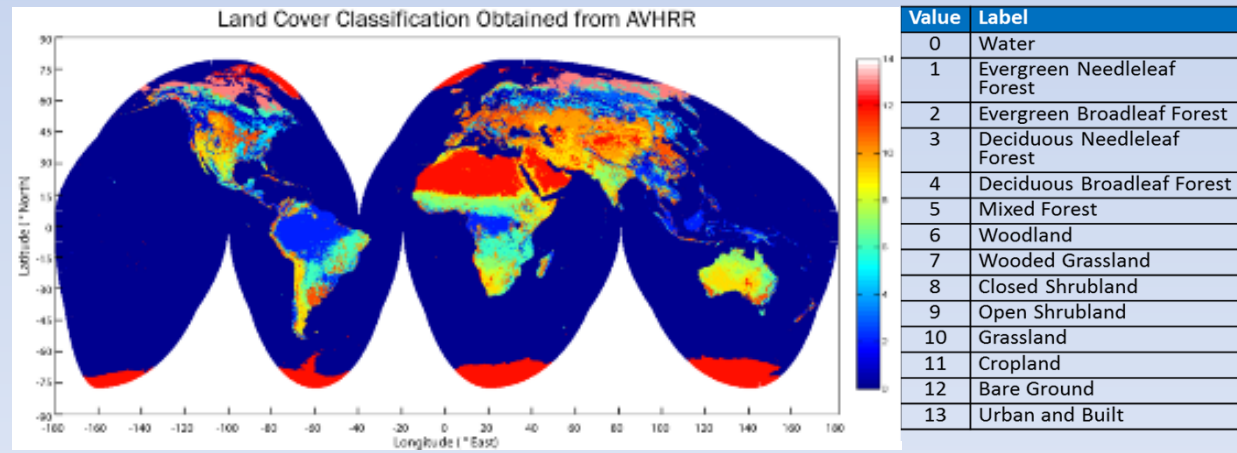 Land Cover Classification Obtained from AVHRR
90
75
60
45
30
15
0
-15
-30
-45
-60
-75
-90
Latitude ( ° North)
-180 -160 -140 -120 -100 -80 -60 -40 -20 0 20 40 60 80 100 120 140 160 180
Longitude ( ° East)
14
12
10
8
6
4
2
0
Value Label
0 Water
1 Evergreen Needleleaf
Forest
2 Evergreen Broadleaf Forest
3 Deciduous Needleleaf
Forest
4 Deciduous Broadleaf Forest
5 Mixed Forest
6 Woodland
7 Wooded Grassland
8 Closed Shrubland
9 Open Shrubland
10 Grassland
11 Cropland
12 Bare Ground
13 Urban and Built